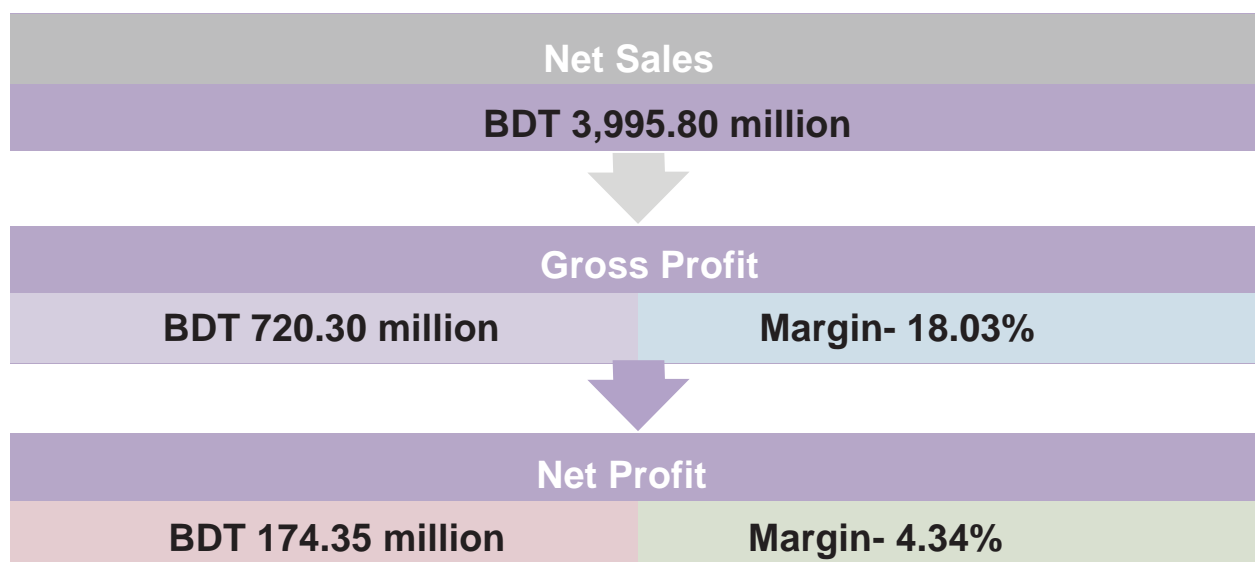 Net Sales
BDT 3,995.80 million
Gross Profit
BDT 720.30 million Margin- 18.03%
Net Profit
BDT 174.35 million Margin- 4.34%